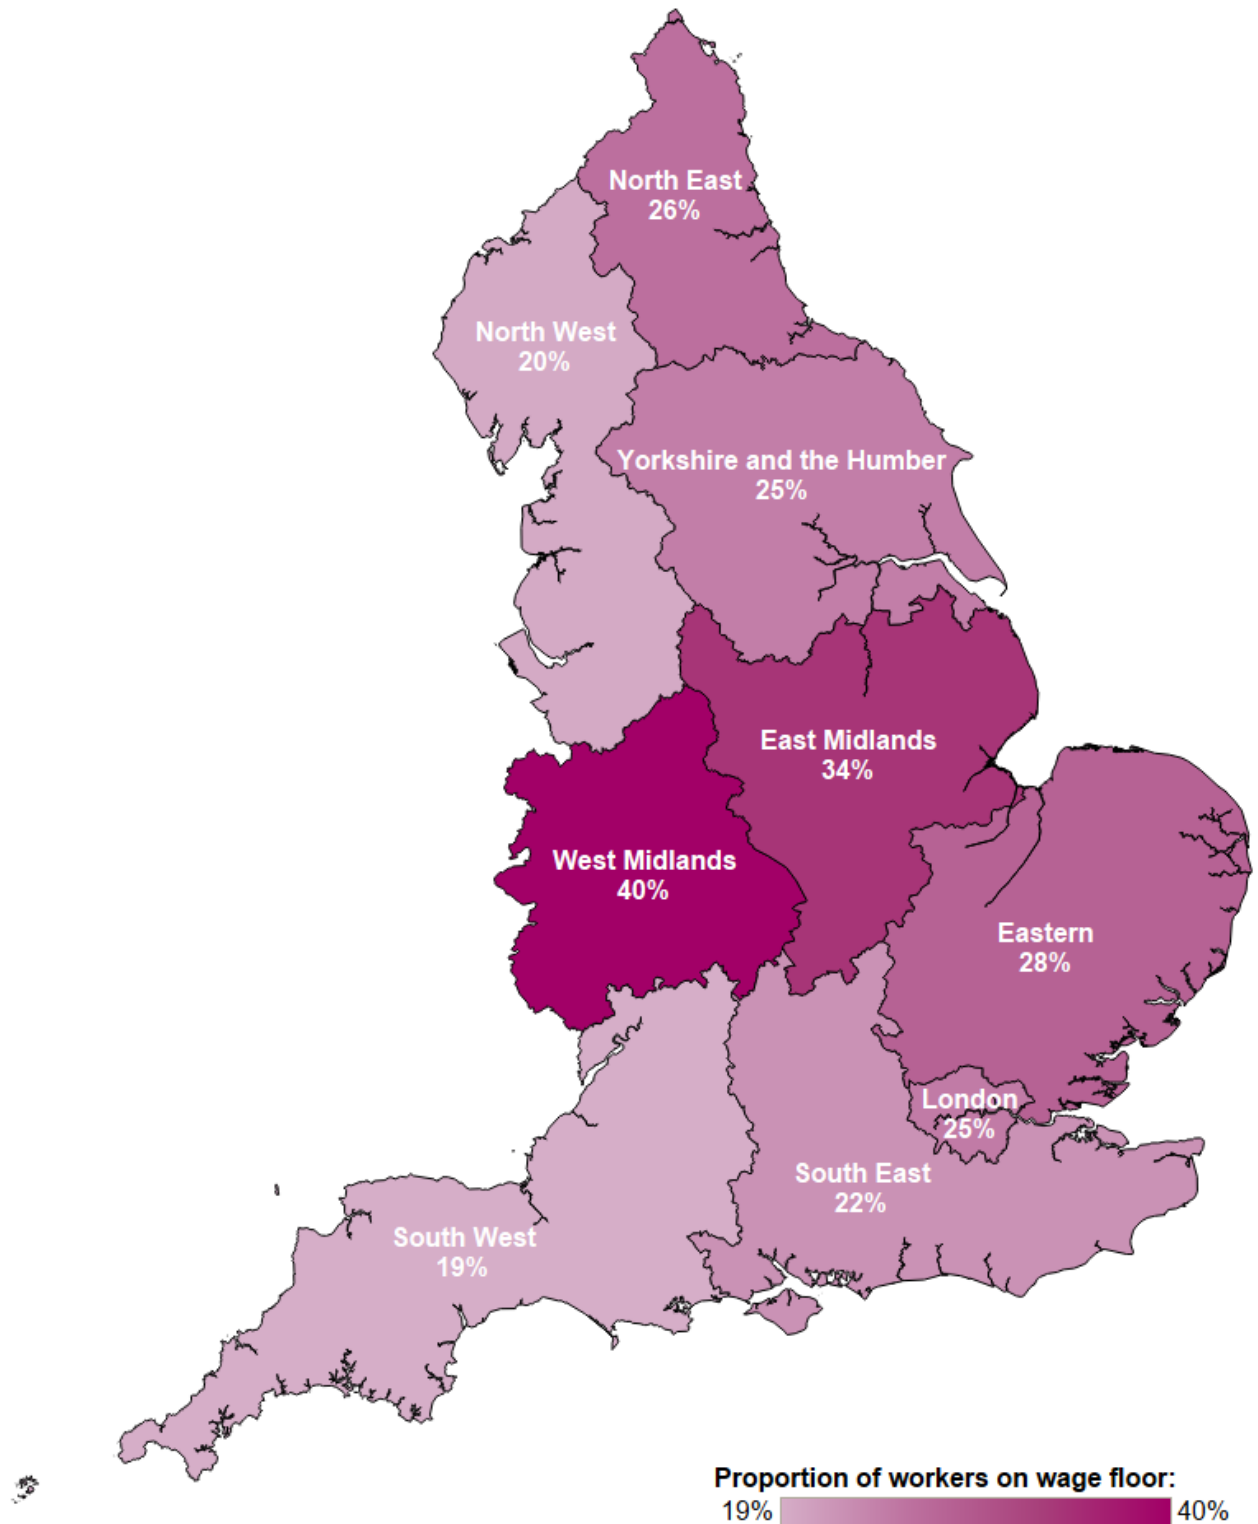 North East
26%
North West
20%
Yorkshire and the Humber
25%
East Midlands
34%
West Midlands
40%
Eastern
28%
London
25%
South East
22%
South West
19%
Proportion of workers on wage floor:
19% 40%